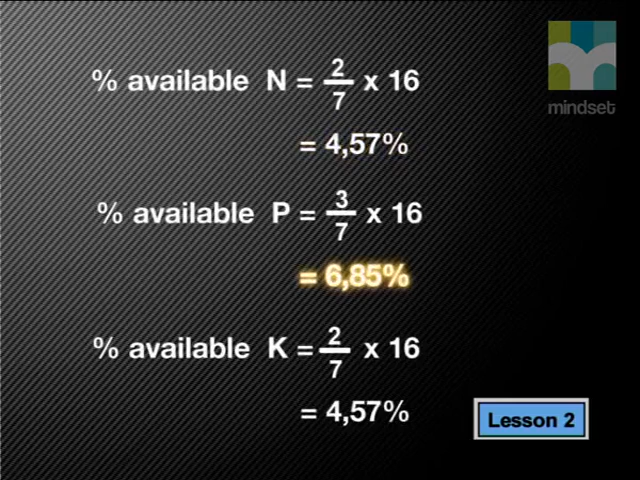 mindset
% available N = 2/7 x 16
= 4,57%
% available P = 3/7 x 16
= 6,85%
% available K = 2/7 x 16
= 4,57%
Lesson 2